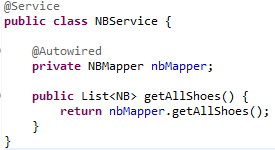 @Service
public class NBService {
@Autowired
private NBMapper nbMapper;
public List<NB> getAllShoes() {
return nbMapper.getAllShoes();
}
}